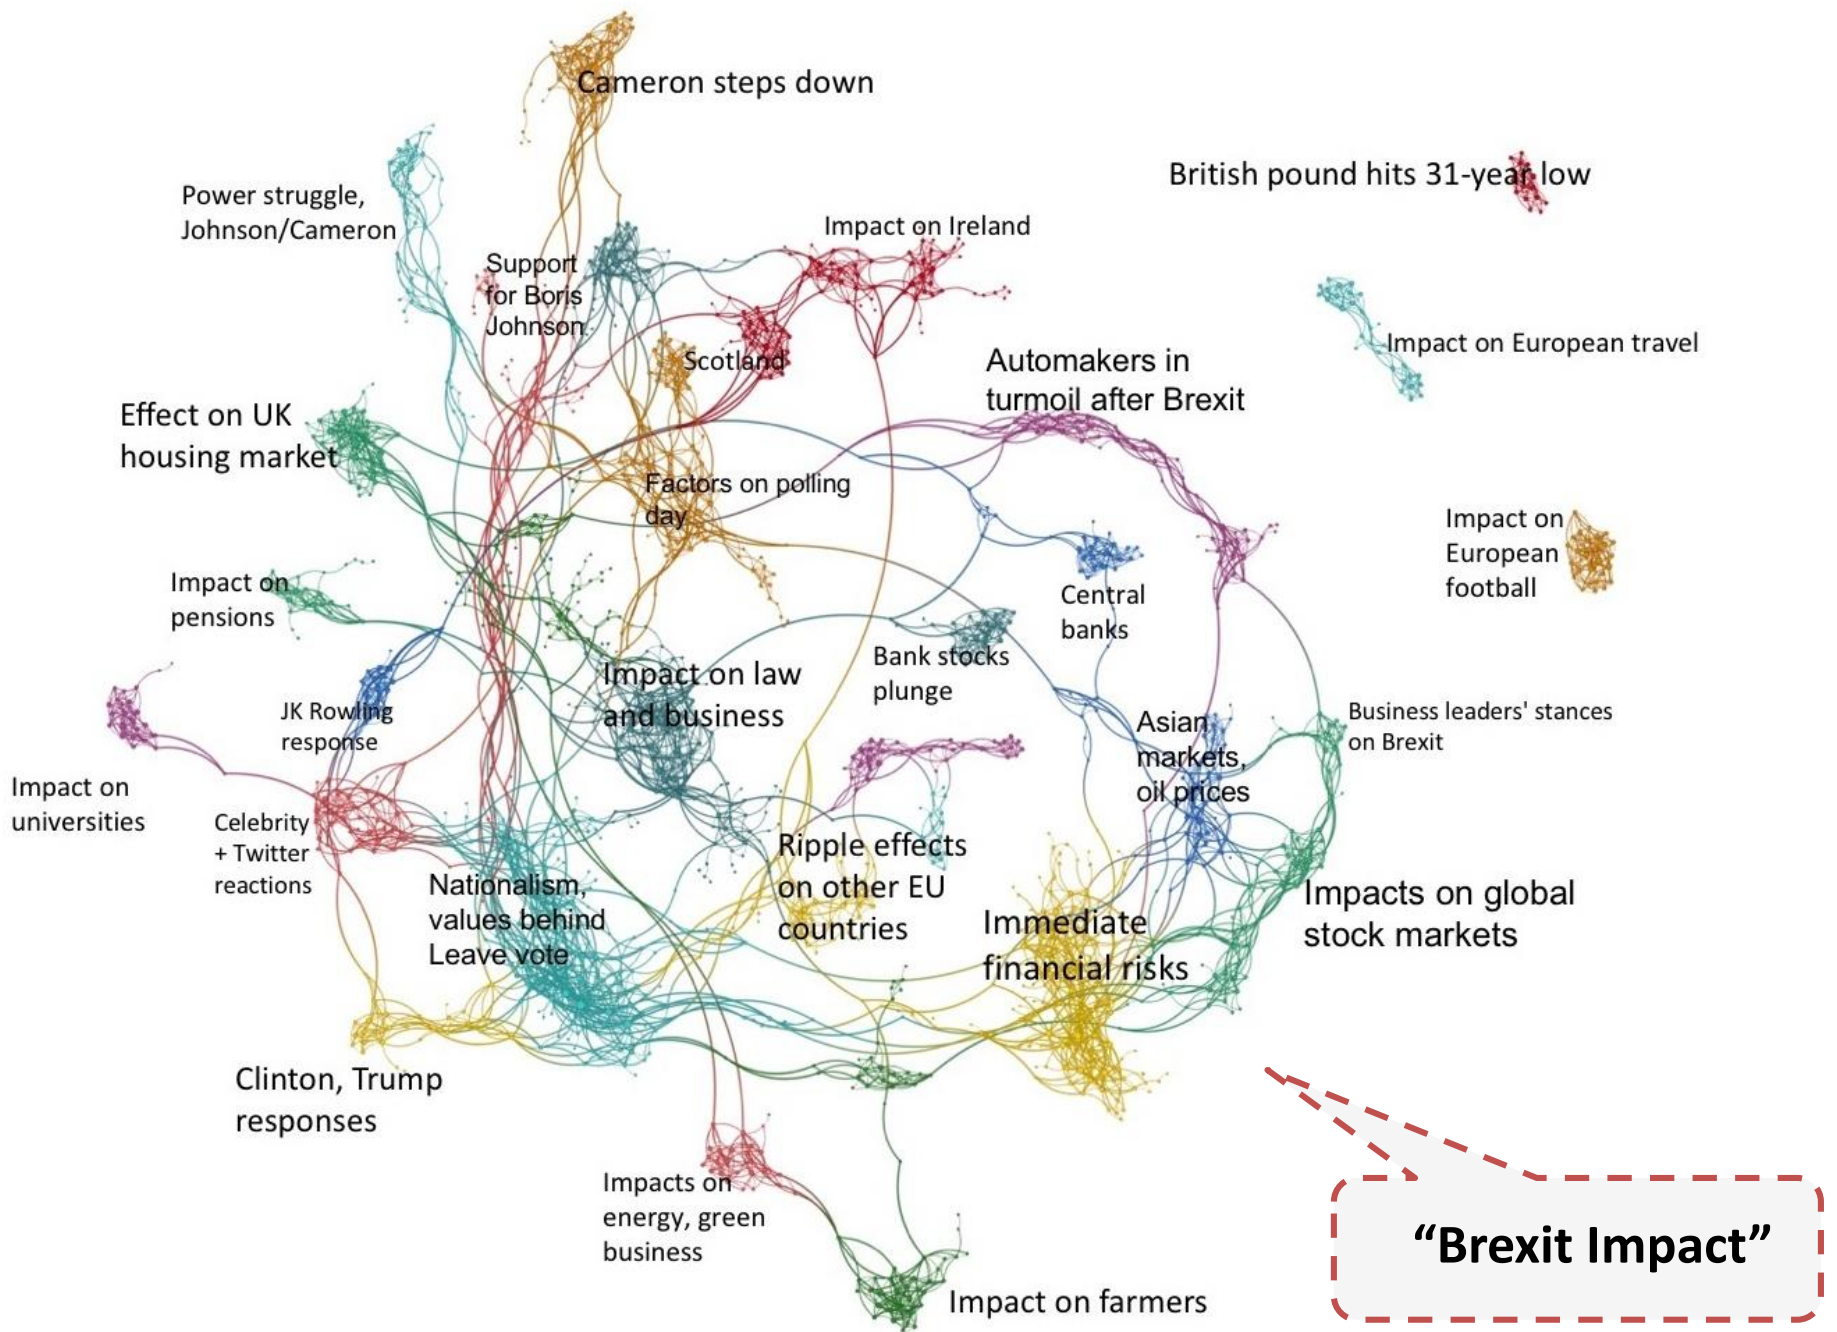 Cameron steps down
British pound hits 31-year low
Power struggle,
Johnson/Cameron
Impact on Ireland
Support
for Boris
Johnson
Impact on European travel
Scotland
Automakers in
turmoil after Brexit
Effect on UK
housing market
Factors on polling
day
Impact on
European
football
Impact on
pensions
Central
banks
Bank stocks
plunge
Impact on law
and business
JK Rowling
response
Asian
markets,
oil prices
Business leaders' stances
on Brexit
Impact on
universities
Celebrity
+ Twitter
reactions
Ripple effects
on other EU
countries
Nationalism,
values behind
Leave vote
Immediate
financial risks
Impacts on global
stock markets
Clinton, Trump
responses
Impacts on
energy, green
business
“Brexit Impact”
Impact on farmers